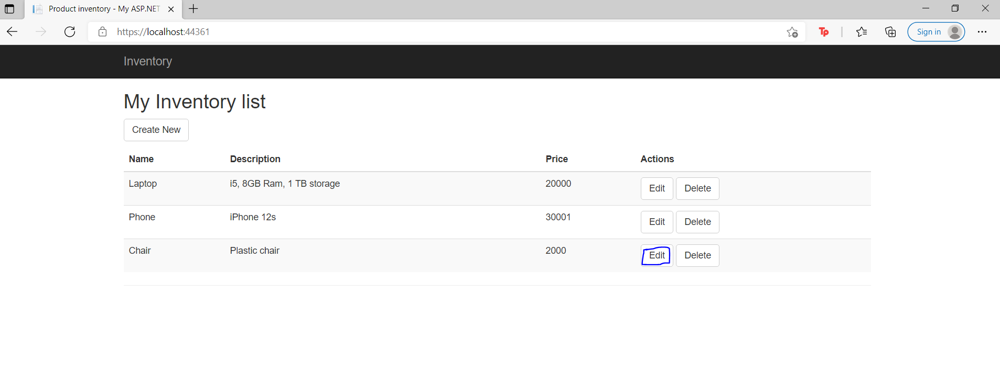 Product inventory - My ASP.NET
https://localhost:44361
Tp
Sign in
Inventory
My Inventory list
Create New
Name Description Price Actions
Laptop i5, 8GB Ram, 1 TB storage 20000 Edit Delete
Phone iPhone 12s 30001 Edit Delete
Chair Plastic chair 2000 Edit Delete